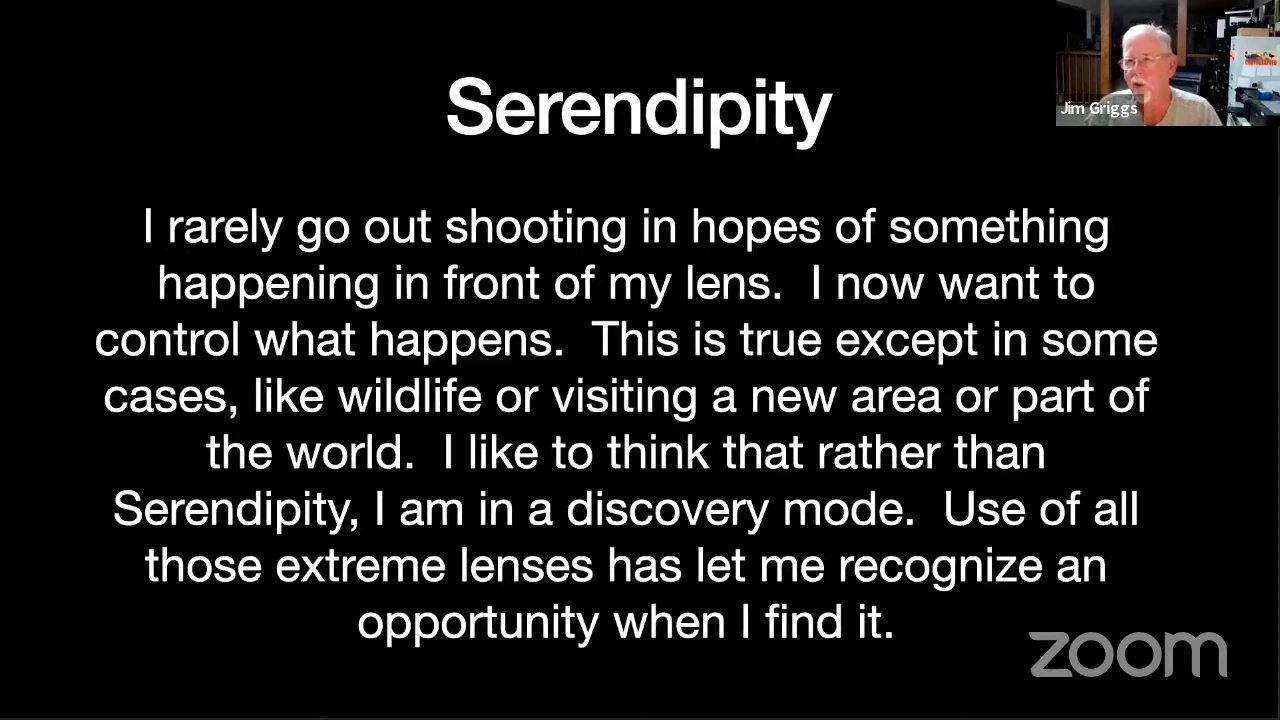 Serendipity
Jim Griggs
I rarely go out shooting in hopes of something
happening in front of my lens.  I now want to
control what happens.  This is true except in some
cases, like wildlife or visiting a new area or part of
the world.  I like to think that rather than
Serendipity, I am in a discovery mode.  Use of all
those extreme lenses has let me recognize an
opportunity when I find it.
zoom